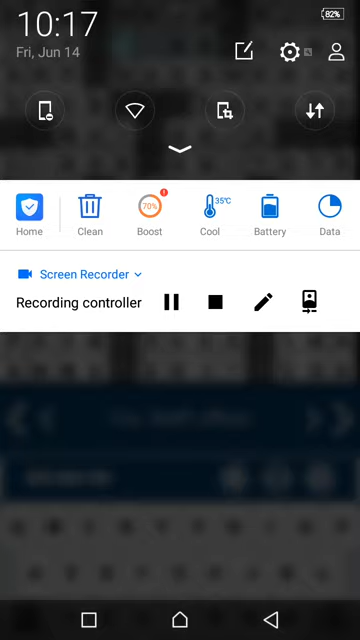 10:17
82%
Fri, Jun 14
70%
!
35℃
Home
Clean
Boost
Cool
Battery
Data
Screen Recorder
Recording controller